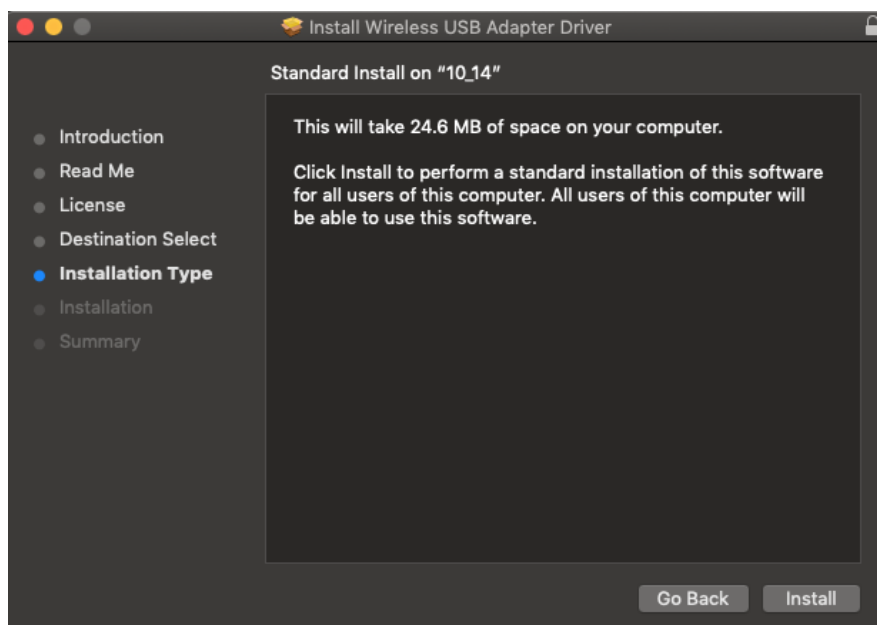 Install Wireless USB Adapter Driver
Standard Install on “10_14”
Introduction
Read Me
License
Destination Select
Installation Type
Installation
Summary
This will take 24.6 MB of space on your computer.
Click Install to perform a standard installation of this software
for all users of this computer. All users of this computer will
be able to use this software.
Go Back
Install